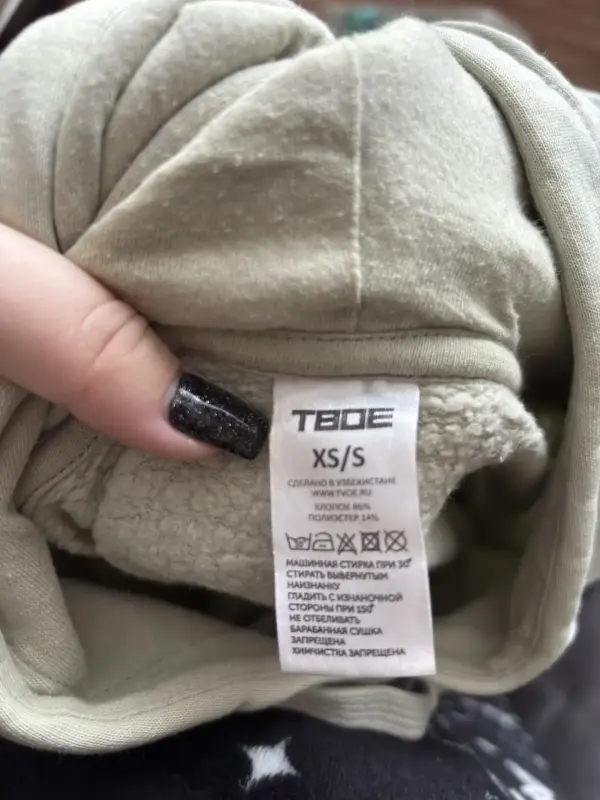 ТВОЕ
XS/S
СДЕЛАНО В УЗБЕКИСТАНЕ
WWW.TVOE.RU
ХЛОПОК 86%
ПОЛИЭСТЕР 14%
МАШИННАЯ СТИРКА ПРИ 30°
СТИРАТЬ ВЫВЕРНУТЫМ
НАИЗНАНКУ
ГЛАДИТЬ С ИЗНАНОЧНОЙ
СТОРОНЫ ПРИ 150°
НЕ ОТБЕЛИВАТЬ
БАРАБАННАЯ СУШКА
ЗАПРЕЩЕНА
ХИМЧИСТКА ЗАПРЕЩЕНА